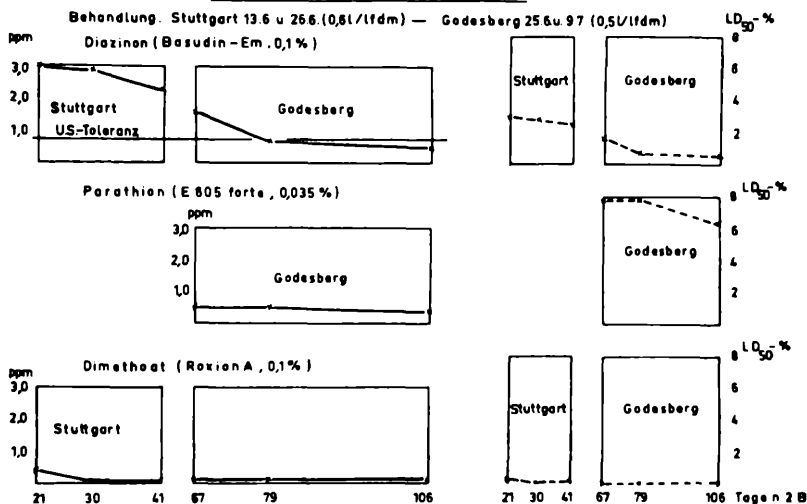 Behandlung. Stuttgart 13.6 u 26.6.(0,6l/lfdm) — Godesberg 25.6.u. 9.7 (0,5l/lfdm)
LD50-%
ppm
Diazinon (Basudin-Em. 0,1%)
8
3,0
Stuttgart
Godesberg
6
2,0
Stuttgart
Godesberg
4
U.S.-Toleranz
1,0
2
Parathion (E 605 forte, 0,035%)
LD50-%
ppm
8
3,0
6
2,0
Godesberg
Godesberg
4
1,0
2
Dimethoat (Roxion A, 0,1%)
LD50-%
ppm
8
3,0
6
2,0
Stuttgart
Stuttgart
Godesberg
4
1,0
2
21 30 41 67 79 106 21 30 41 67 79 106 Tage n 2 B